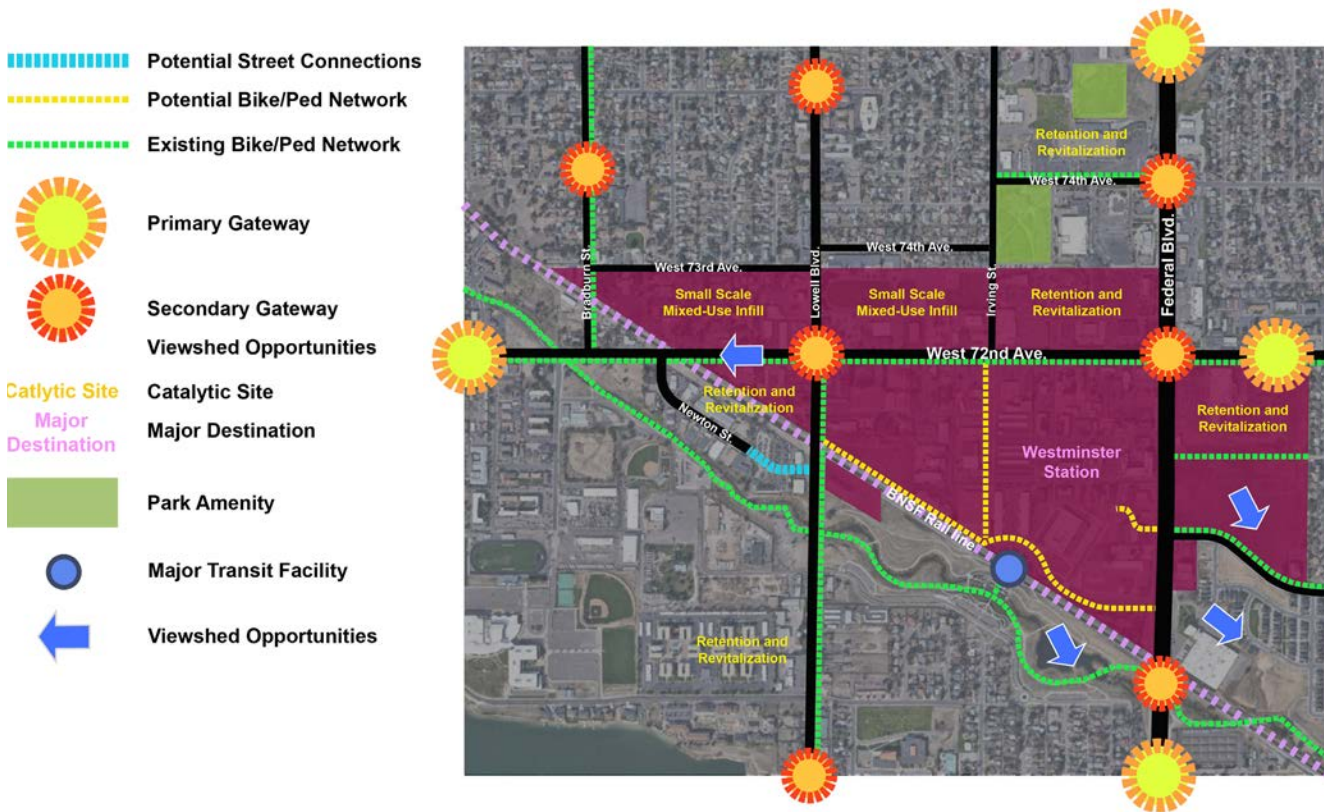 Potential Street Connections
Potential Bike/Ped Network
Existing Bike/Ped Network
Primary Gateway
Secondary Gateway
Viewshed Opportunities
Catlytic Site
Catalytic Site
Major
Destination
Major Destination
Park Amenity
Major Transit Facility
Viewshed Opportunities
Retention and
Revitalization
West 74th Ave.
West 74th Ave.
West 73rd Ave.
Bradburn St.
Lowell Blvd.
Irving St.
Federal Blvd.
Small Scale
Mixed-Use Infill
Small Scale
Mixed-Use Infill
Retention and
Revitalization
West 72nd Ave.
Retention and
Revitalization
Newton St.
Retention and
Revitalization
Westminster
Station
BNSF Rail line
Retention and
Revitalization